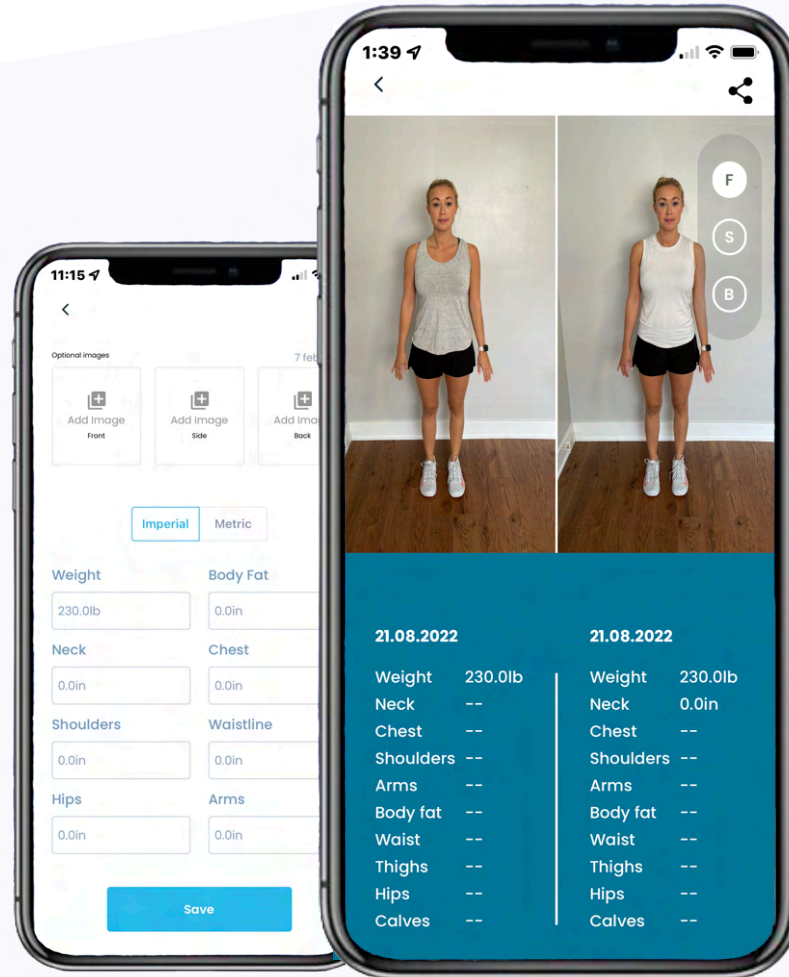 11:15
Optional images
7 feb
Add Image
Front
Add Image
Side
Add Imag
Back
Imperial Metric
Weight Body Fat
230.0lb 0.0in
Neck Chest
0.0in 0.0in
Shoulders Waistline
0.0in 0.0in
Hips Arms
0.0in 0.0in
Save
1:39
F
S
B
21.08.2022 21.08.2022
Weight 230.0lb Weight 230.0lb
Neck -- Neck 0.0in
Chest -- Chest --
Shoulders -- Shoulders --
Arms -- Arms --
Body fat -- Body fat --
Waist -- Waist --
Thighs -- Thighs --
Hips -- Hips --
Calves -- Calves --